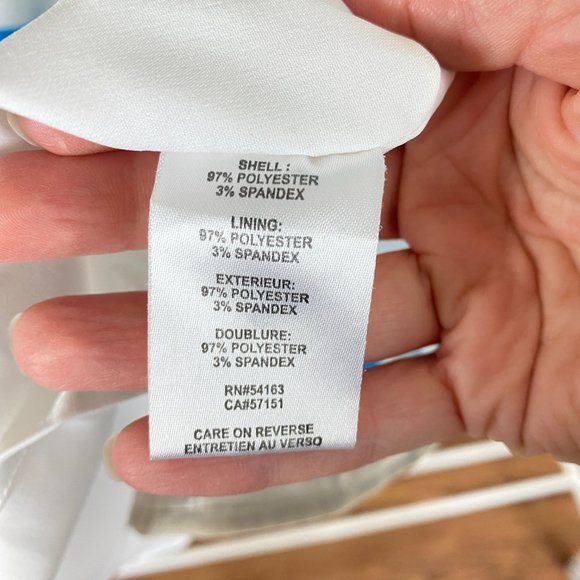 SHELL :
97% POLYESTER
3% SPANDEX
LINING:
97% POLYESTER
3% SPANDEX
EXTERIEUR:
97% POLYESTER
3% SPANDEX
DOUBLURE:
97% POLYESTER
3% SPANDEX
RN#54163
CA#57151
CARE ON REVERSE
ENTRETIEN AU VERSO